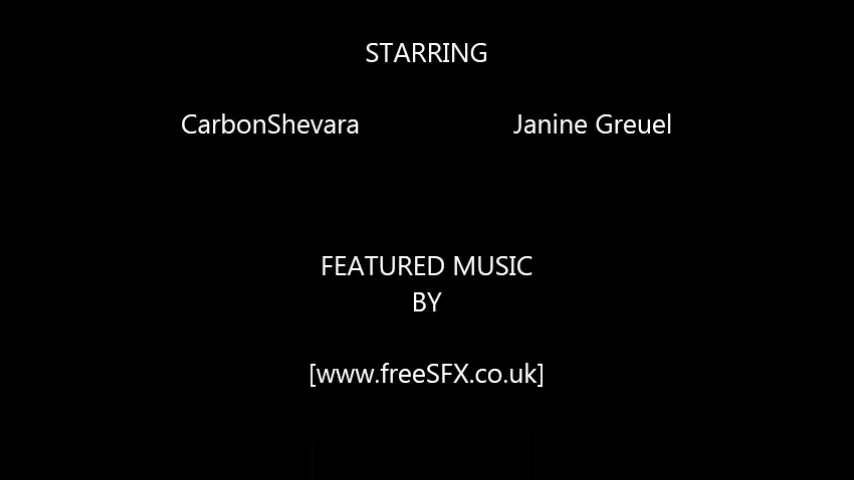 STARRING
CarbonShevara Janine Greuel
FEATURED MUSIC
BY
[www.freeSFX.co.uk]